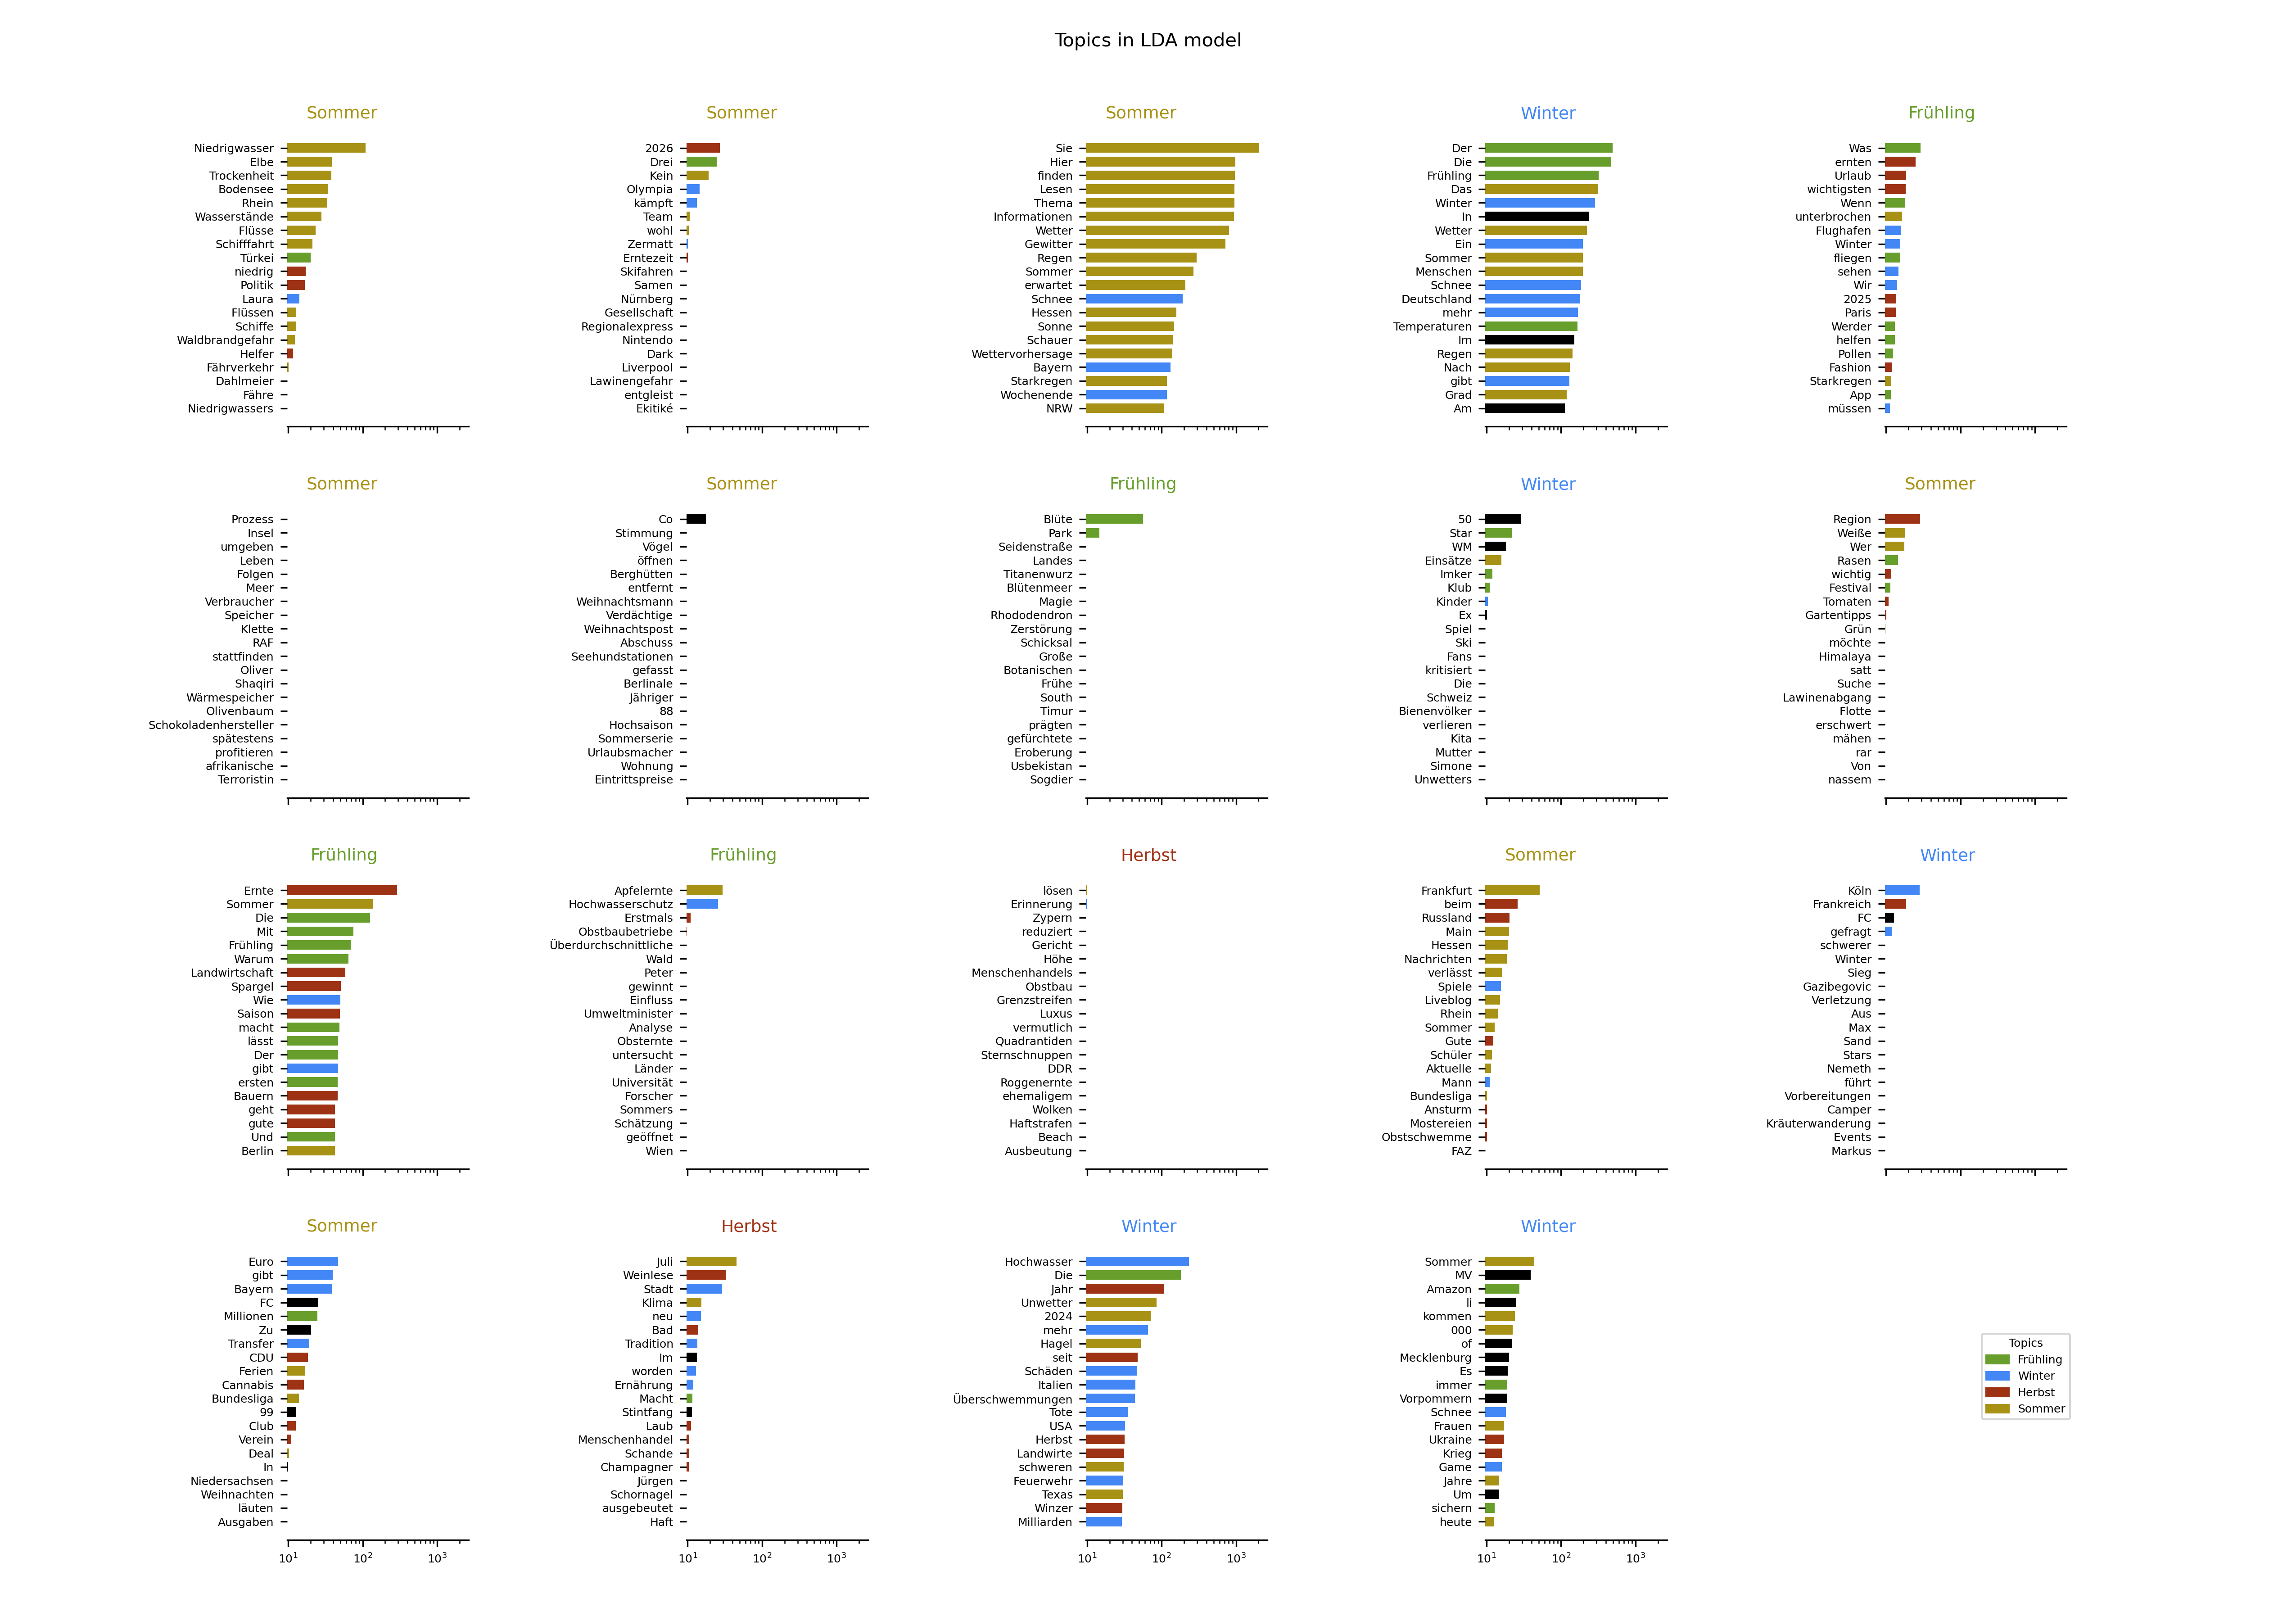 Topics in LDA model
Sommer
Niedrigwasser
Elbe
Trockenheit
Bodensee
Rhein
Wasserstände
Flüsse
Schifffahrt
Türkei
niedrig
Politik
Laura
Flüssen
Schiffe
Waldbrandgefahr
Helfer
Fährverkehr
Dahlmeier
Fähre
Niedrigwassers
Sommer
2026
Drei
Kein
Olympia
kämpft
Team
wohl
Zermatt
Erntezeit
Skifahren
Samen
Nürnberg
Gesellschaft
Regionalexpress
Nintendo
Dark
Liverpool
Lawinengefahr
entgleist
Ekitiké
Sommer
Sie
Hier
finden
Lesen
Thema
Informationen
Wetter
Gewitter
Regen
Sommer
erwartet
Schnee
Hessen
Sonne
Schauer
Wettervorhersage
Bayern
Starkregen
Wochenende
NRW
Winter
Der
Die
Frühling
Das
Winter
In
Wetter
Ein
Sommer
Menschen
Schnee
Deutschland
mehr
Temperaturen
Im
Regen
Nach
gibt
Grad
Am
Frühling
Was
ernten
Urlaub
wichtigsten
Wenn
unterbrochen
Flughafen
Winter
fliegen
sehen
Wir
2025
Paris
Werder
helfen
Pollen
Fashion
Starkregen
App
müssen
Sommer
Prozess
Insel
umgeben
Leben
Folgen
Meer
Verbraucher
Speicher
Klette
RAF
stattfinden
Oliver
Shaqiri
Wärmespeicher
Olivenbaum
Schokoladenhersteller
spätestens
profitieren
afrikanische
Terroristin
Sommer
Co
Stimmung
Vögel
öffnen
Berghütten
entfernt
Weihnachtsmann
Verdächtige
Weihnachtspost
Abschuss
Seehundstationen
gefasst
Berlinale
Jähriger
88
Hochsaison
Sommerserie
Urlaubsmacher
Wohnung
Eintrittspreise
Frühling
Blüte
Park
Seidenstraße
Landes
Titanenwurz
Blütenmeer
Magie
Rhododendron
Zerstörung
Schicksal
Große
Botanischen
Frühe
South
Timur
prägten
gefürchtete
Eroberung
Usbekistan
Sogdier
Winter
50
Star
WM
Einsätze
Imker
Klub
Kinder
Ex
Spiel
Ski
Fans
kritisiert
Die
Schweiz
Bienenvölker
verlieren
Kita
Mutter
Simone
Unwetters
Sommer
Region
Weiße
Wer
Rasen
wichtig
Festival
Tomaten
Gartentipps
Grün
möchte
Himalaya
satt
Suche
Lawinenabgang
Flotte
erschwert
mähen
rar
Von
nassem
Frühling
Ernte
Sommer
Die
Mit
Frühling
Warum
Landwirtschaft
Spargel
Wie
Saison
macht
lässt
Der
gibt
ersten
Bauern
geht
gute
Und
Berlin
Frühling
Apfelernte
Hochwasserschutz
Erstmals
Obstbaubetriebe
Überdurchschnittliche
Wald
Peter
gewinnt
Einfluss
Umweltminister
Analyse
Obsternte
untersucht
Länder
Universität
Forscher
Sommers
Schätzung
geöffnet
Wien
Herbst
lösen
Erinnerung
Zypern
reduziert
Gericht
Höhe
Menschenhandels
Obstbau
Grenzstreifen
Luxus
vermutlich
Quadrantiden
Sternschnuppen
DDR
Roggenernte
ehemaligem
Wolken
Haftstrafen
Beach
Ausbeutung
Sommer
Frankfurt
beim
Russland
Main
Hessen
Nachrichten
verlässt
Spiele
Liveblog
Rhein
Sommer
Gute
Schüler
Aktuelle
Mann
Bundesliga
Ansturm
Mostereien
Obstschwemme
FAZ
Winter
Köln
Frankreich
FC
gefragt
schwerer
Winter
Sieg
Gazibegovic
Verletzung
Aus
Max
Sand
Stars
Nemeth
führt
Vorbereitungen
Camper
Kräuterwanderung
Events
Markus
Sommer
Euro
gibt
Bayern
FC
Millionen
Zu
Transfer
CDU
Ferien
Cannabis
Bundesliga
99
Club
Verein
Deal
In
Niedersachsen
Weihnachten
läuten
Ausgaben
10¹ 10² 10³
Herbst
Juli
Weinlese
Stadt
Klima
neu
Bad
Tradition
Im
worden
Ernährung
Macht
Stintfang
Laub
Menschenhandel
Schande
Champagner
Jürgen
Schornagel
ausgebeutet
Haft
10¹ 10² 10³
Winter
Hochwasser
Die
Jahr
Unwetter
2024
mehr
Hagel
seit
Schäden
Italien
Überschwemmungen
Tote
USA
Herbst
Landwirte
schweren
Feuerwehr
Texas
Winzer
Milliarden
10¹ 10² 10³
Winter
Sommer
MV
Amazon
li
kommen
000
of
Mecklenburg
Es
immer
Vorpommern
Schnee
Frauen
Ukraine
Krieg
Game
Jahre
Um
sichern
heute
10¹ 10² 10³
Topics
Frühling
Winter
Herbst
Sommer